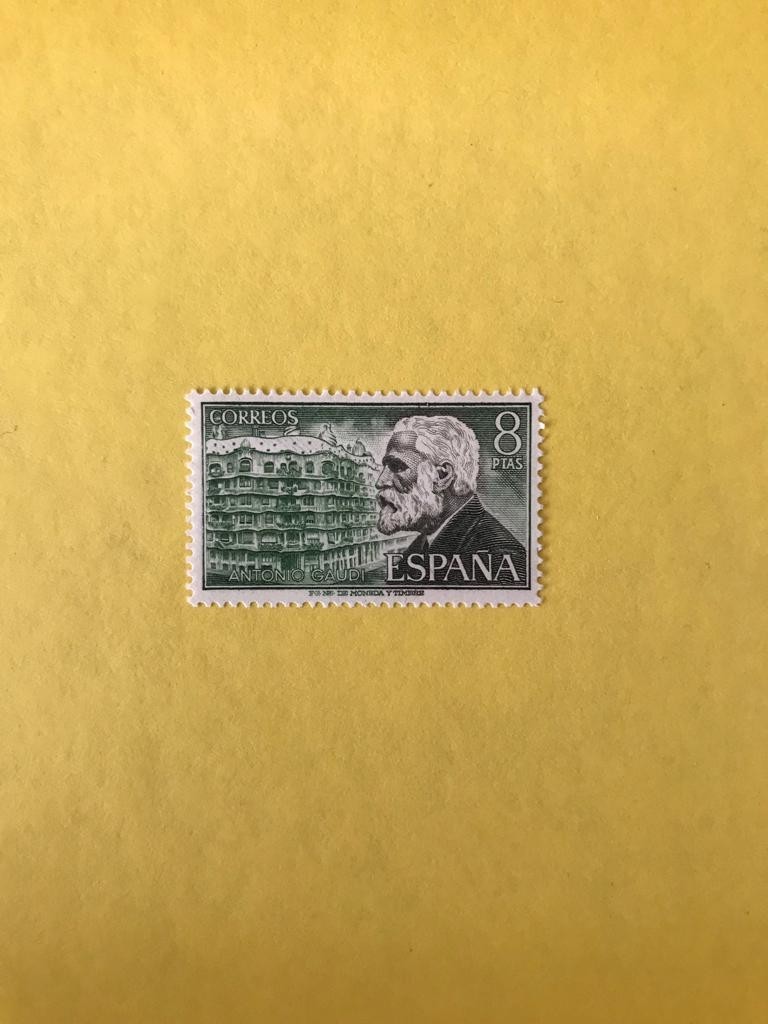 CORREOS
8
PTAS
ANTONIO GAUDI
ESPAÑA
F.N. DE MONEDA Y TIMBRE